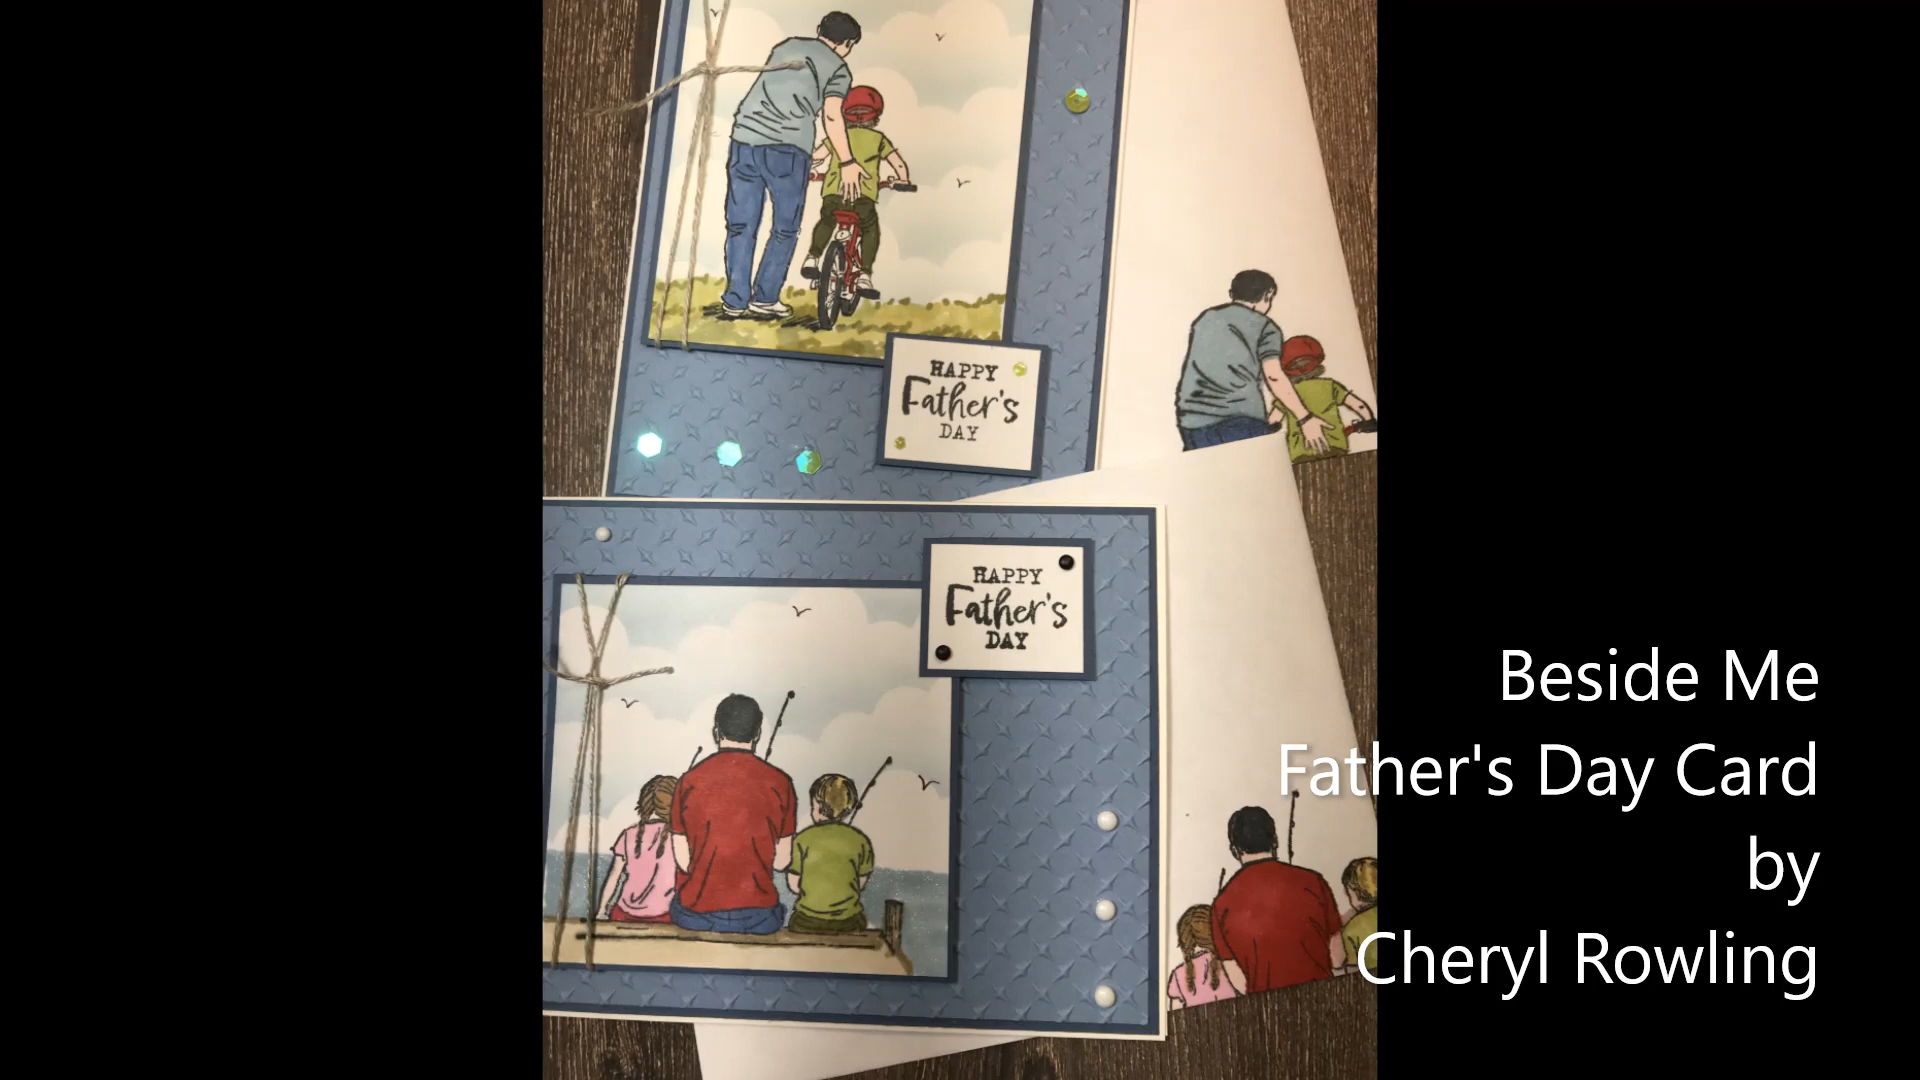 HAPPY
Father's
DAY
HAPPY
Father's
DAY
Beside Me
Father's Day Card
by
Cheryl Rowling